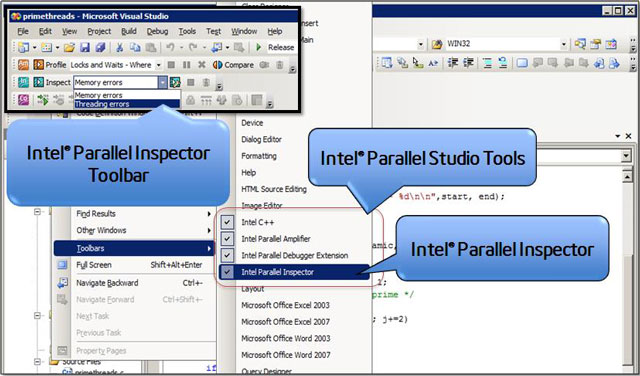 primethreads - Microsoft Visual Studio
File Edit View Project Build Debug Tools Test Window Help
Release
Profile Locks and Waits - Where Compare
Inspect Memory errors
Memory errors
Threading errors
WIN32
Intel® Parallel Inspector
Toolbar
Device
Dialog Editor
Formatting
Help
HTML Source Editing
Image Editor
Intel C++
Intel Parallel Amplifier
Intel Parallel Debugger Extension
Intel Parallel Inspector
Layout
Microsoft Office Excel 2003
Microsoft Office Excel 2007
Microsoft Office Word 2003
Microsoft Office Word 2007
Query Designer
Find Results
Other Windows
Toolbars
Full Screen Shift+Alt+Enter
Navigate Backward Ctrl+-
Navigate Forward Ctrl+Shift+-
Next Task
Previous Task
Property Pages
Source Files
primethreads.c
if
Intel® Parallel Studio Tools
Intel® Parallel Inspector
%d\n\n",start, end);
amic,
1;
prime */
; j+=2)